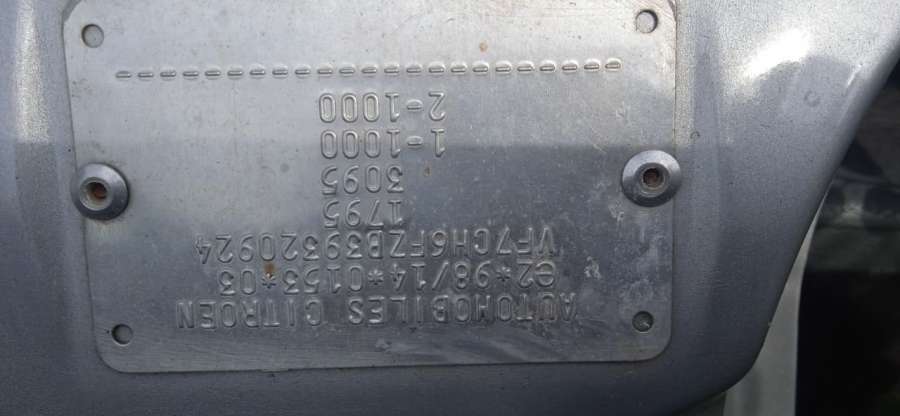 AUTOMOBILES CITROEN
e2*98/14*0153*03
VF7CH6FZB39320924
1795
3095
1-1000
2-1000